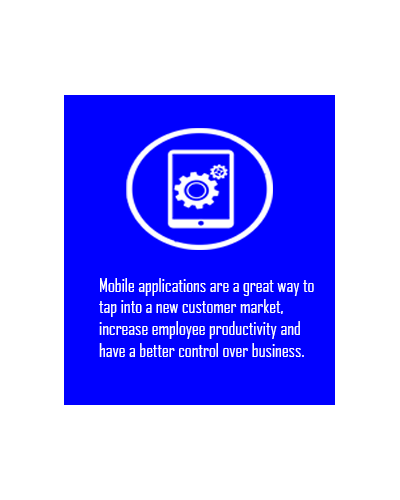 Mobile applications are a great way to
tap into a new customer market,
increase employee productivity and
have a better control over business.